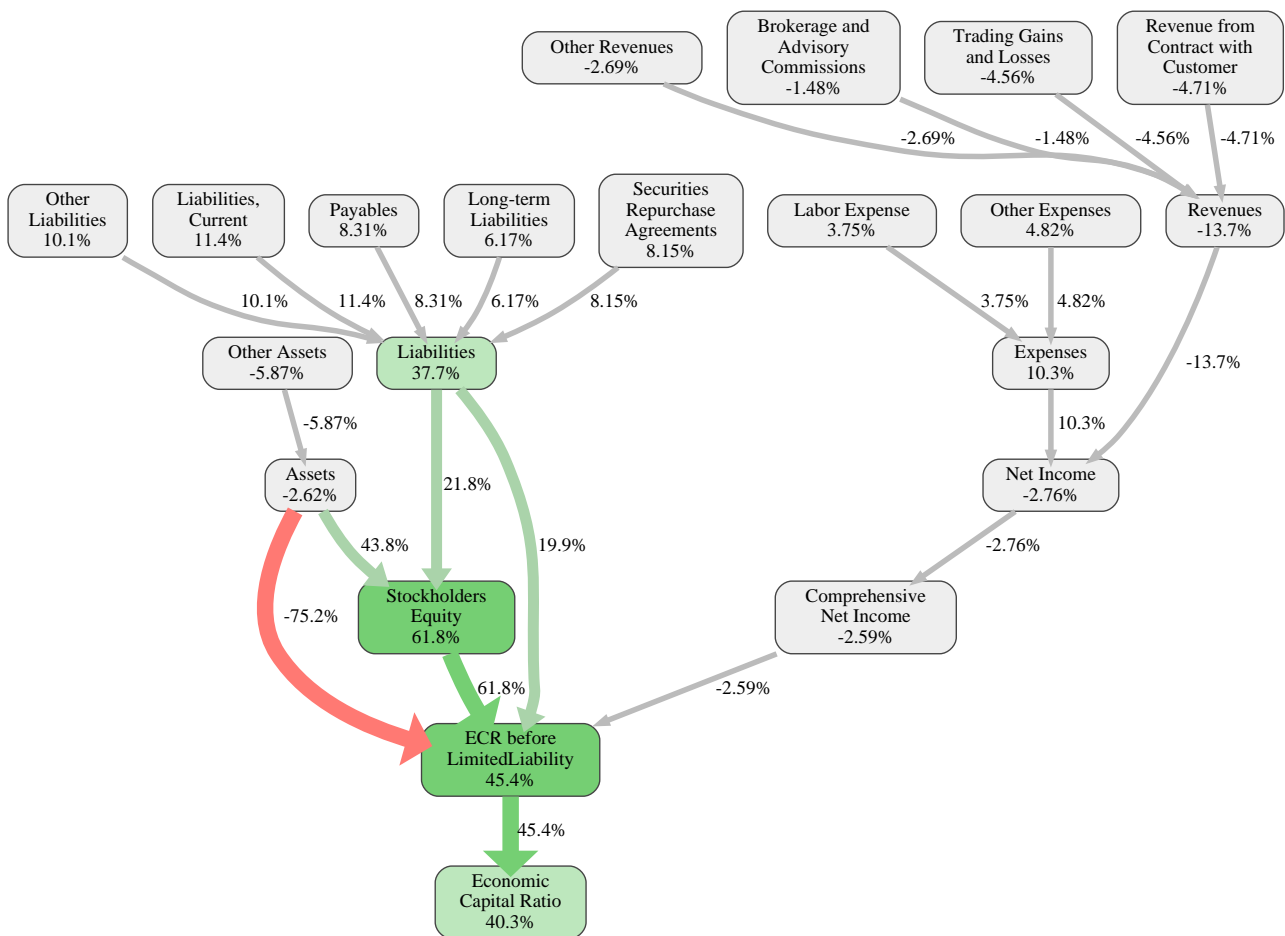 Other Revenues
-2.69%
Brokerage and
Advisory
Commissions
-1.48%
Trading Gains
and Losses
-4.56%
Revenue from
Contract with
Customer
-4.71%
-2.69%
-1.48%
-4.56%
-4.71%
Other
Liabilities
10.1%
Liabilities,
Current
11.4%
Payables
8.31%
Long-term
Liabilities
6.17%
Securities
Repurchase
Agreements
8.15%
Labor Expense
3.75%
Other Expenses
4.82%
Revenues
-13.7%
10.1%
11.4%
8.31%
6.17%
8.15%
3.75%
4.82%
Other Assets
-5.87%
Liabilities
37.7%
Expenses
10.3%
-13.7%
-5.87%
10.3%
Assets
-2.62%
21.8%
Net Income
-2.76%
43.8%
19.9%
-2.76%
-75.2%
Stockholders
Equity
61.8%
Comprehensive
Net Income
-2.59%
61.8%
-2.59%
ECR before
LimitedLiability
45.4%
45.4%
Economic
Capital Ratio
40.3%